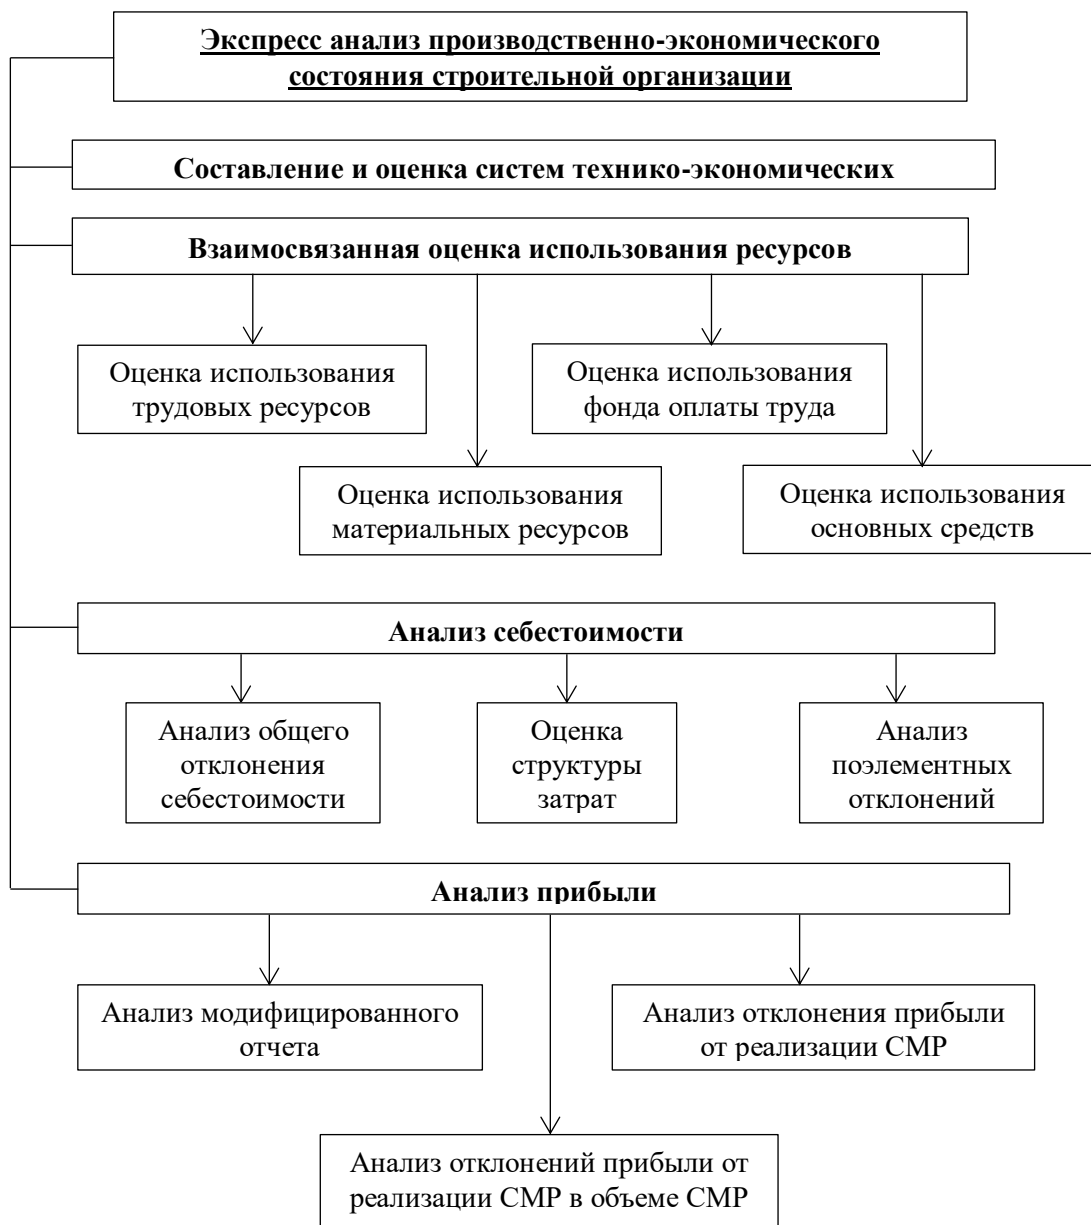 Экспресс анализ производственно-экономического
состояния строительной организации
Составление и оценка систем технико-экономических
Взаимосвязанная оценка использования ресурсов
Оценка использования
трудовых ресурсов
Оценка использования
фонда оплаты труда
Оценка использования
материальных ресурсов
Оценка использования
основных средств
Анализ себестоимости
Анализ общего
отклонения
себестоимости
Оценка
структуры
затрат
Анализ
поэлементных
отклонений
Анализ прибыли
Анализ модифицированного
отчета
Анализ отклонения прибыли
от реализации СМР
Анализ отклонений прибыли от
реализации СМР в объеме СМР